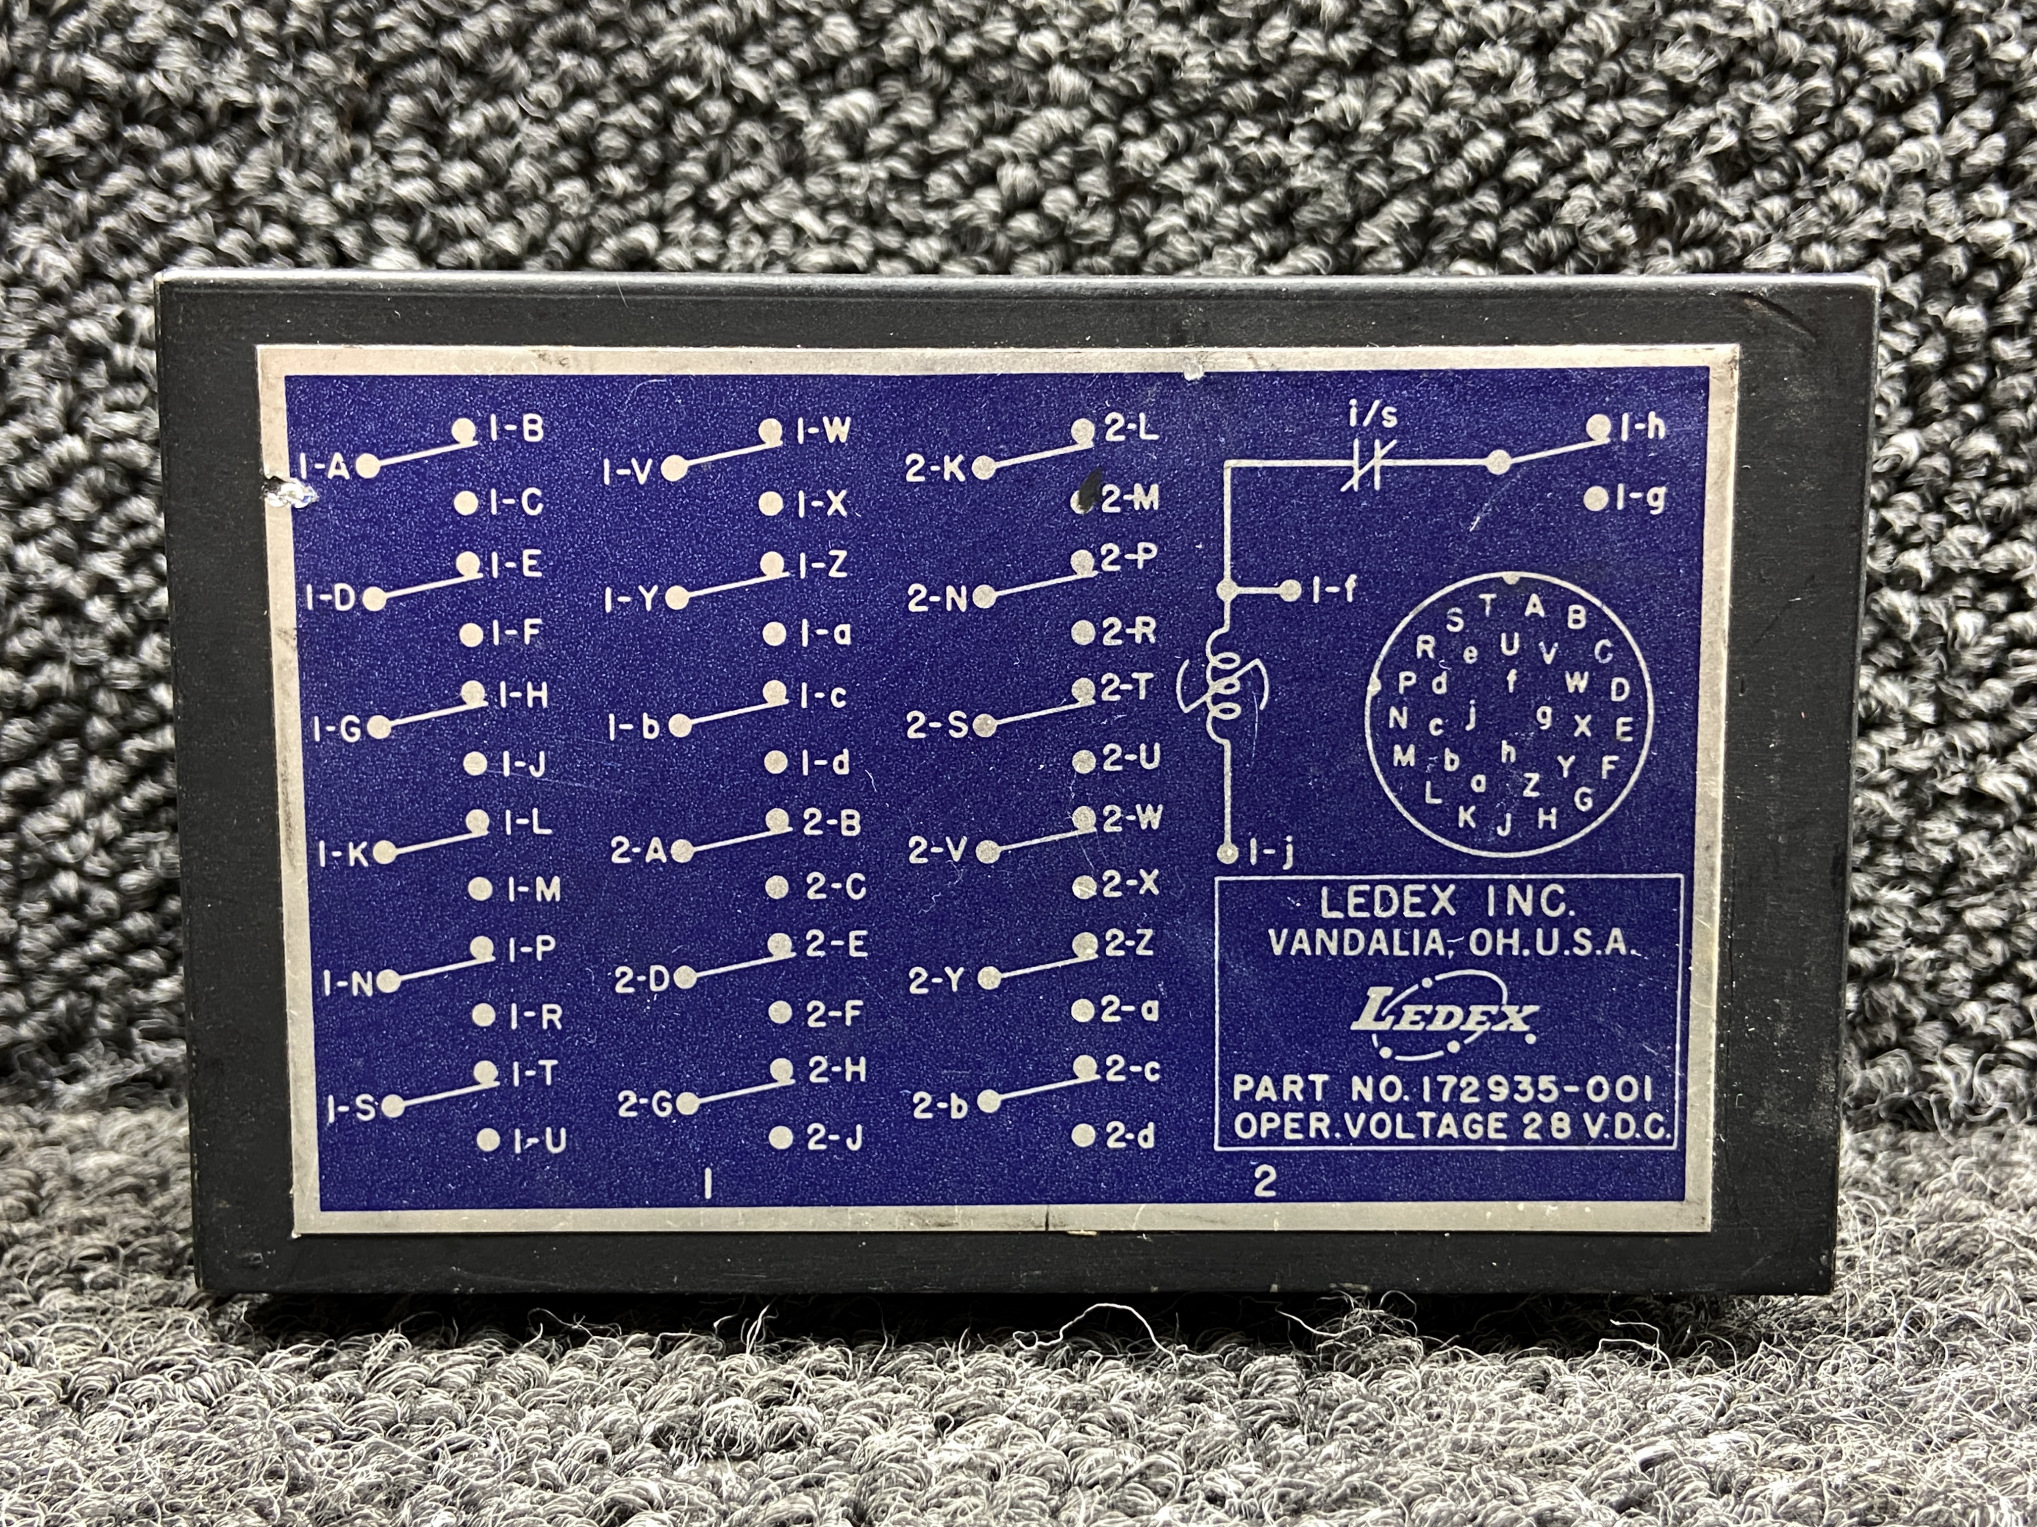 1-A 1-B
1-C
1-D 1-E
1-F
1-G 1-H
1-J
1-K 1-L
1-M
1-N 1-P
1-R
1-S 1-T
1-U
1-V 1-W
1-X
1-Y 1-Z
1-a
1-b 1-c
1-d
2-A 2-B
2-C
2-D 2-E
2-F
2-G 2-H
2-J
2-K 2-L
2-M
2-N 2-P
2-R
2-S 2-T
2-U
2-V 2-W
2-X
2-Y 2-Z
2-a
2-b 2-c
2-d
i/s
1-h
1-g
1-f
1-j
A B C D E F G H J K L M N P R S T
U V W X Y Z a b c d e
f g h j
LEDEX INC.
VANDALIA, OH.U.S.A.
LEDEX
PART NO. 172935-001
OPER. VOLTAGE 28 V.D.C.
1 2